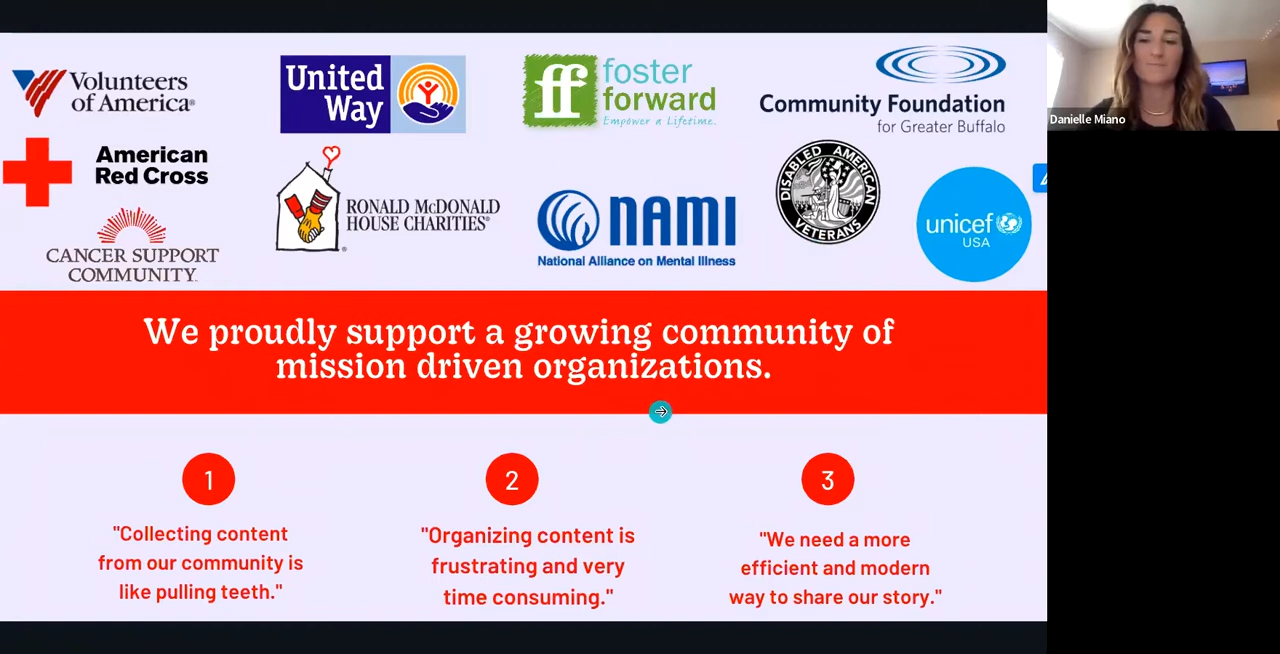 Volunteers
of America®
United
Way
ff
foster
forward
Empower a Lifetime.
Community Foundation
for Greater Buffalo
Danielle Miano
American
Red Cross
RONALD McDONALD
HOUSE CHARITIES®
NAMI
National Alliance on Mental Illness
DISABLED AMERICAN
VETERANS
unicef
USA
CANCER SUPPORT
COMMUNITY
We proudly support a growing community of
mission driven organizations.
1
2
3
"Collecting content
from our community is
like pulling teeth."
"Organizing content is
frustrating and very
time consuming."
"We need a more
efficient and modern
way to share our story."